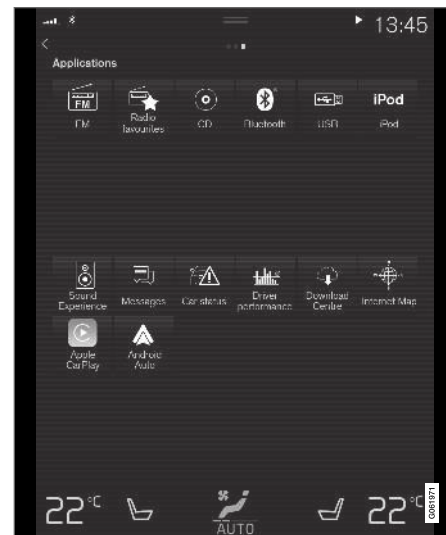 13:45
Applications
FM
FM
Radio
favourites
CD
Bluetooth
USB
iPod
iPod
Sound
Experience
Messages
Car status
Driver
performance
Download
Centre
Internet Map
Apple
CarPlay
Android
Auto
22°C
AUTO
22°C
G061971